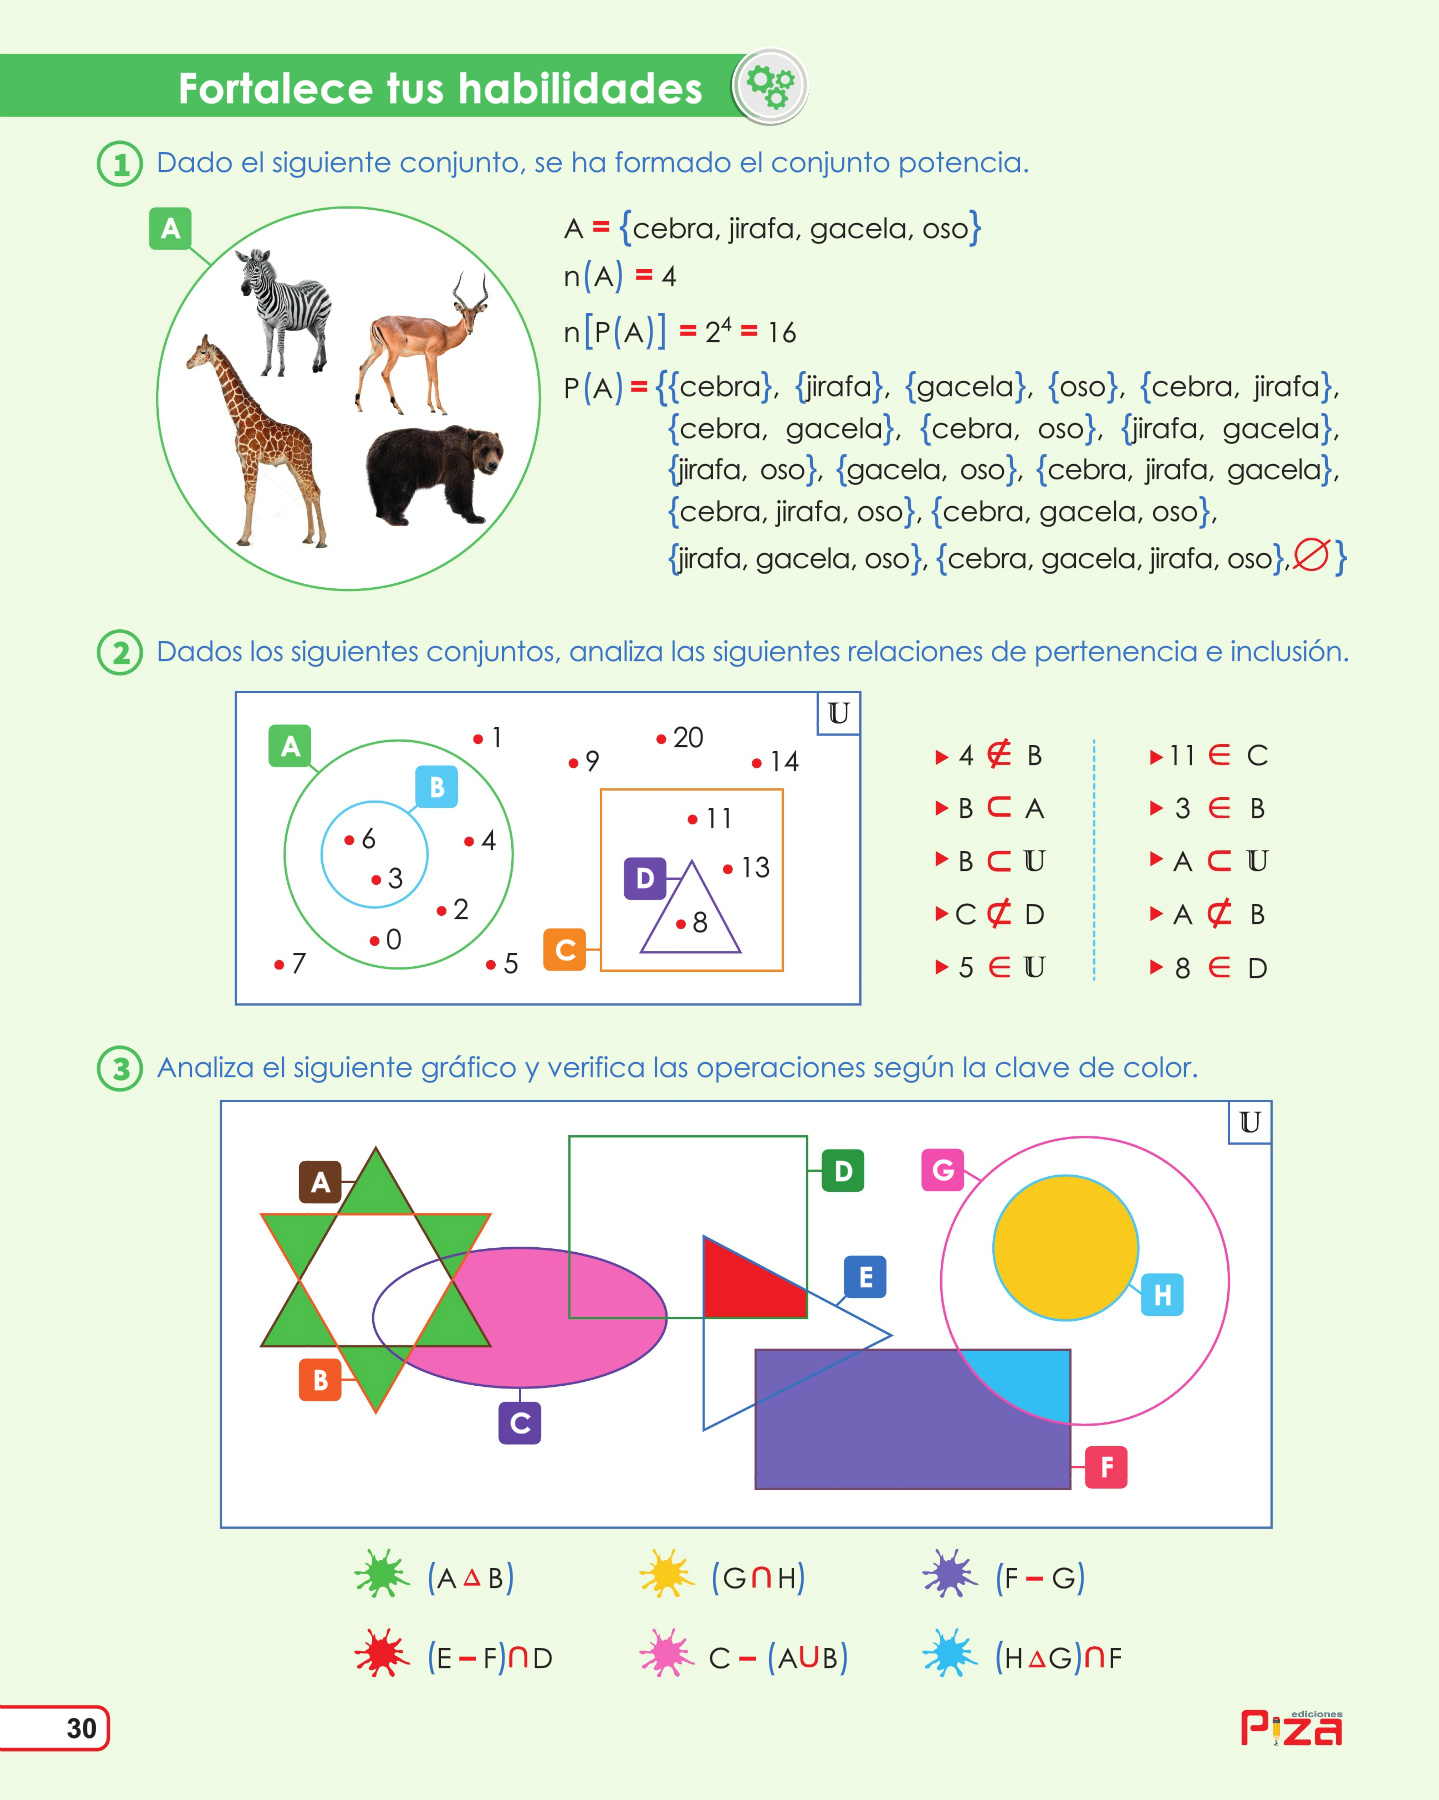 Fortalece tus habilidades
1 Dado el siguiente conjunto, se ha formado el conjunto potencia.
A
A = {cebra, jirafa, gacela, oso}
n(A) = 4
n[P(A)] = 2⁴ = 16
P(A) = {{cebra}, {jirafa}, {gacela}, {oso}, {cebra, jirafa},
{cebra, gacela}, {cebra, oso}, {jirafa, gacela},
{jirafa, oso}, {gacela, oso}, {cebra, jirafa, gacela},
{cebra, jirafa, oso}, {cebra, gacela, oso},
{jirafa, gacela, oso}, {cebra, gacela, jirafa, oso}, ∅ }
2 Dados los siguientes conjuntos, analiza las siguientes relaciones de pertenencia e inclusión.
𝕌
A
B
1
9
20
14
6
3
4
2
0
7
5
11
13
D
8
C
4 ∉ B
B ⊂ A
B ⊂ 𝕌
C ⊄ D
5 ∈ 𝕌
11 ∈ C
3 ∈ B
A ⊂ 𝕌
A ⊄ B
8 ∈ D
3 Analiza el siguiente gráfico y verifica las operaciones según la clave de color.
𝕌
A
D
G
E
H
B
C
F
(A Δ B)
(G ∩ H)
(F − G)
(E − F) ∩ D
C − (A ∪ B)
(H Δ G) ∩ F
30
ediciones
Piza